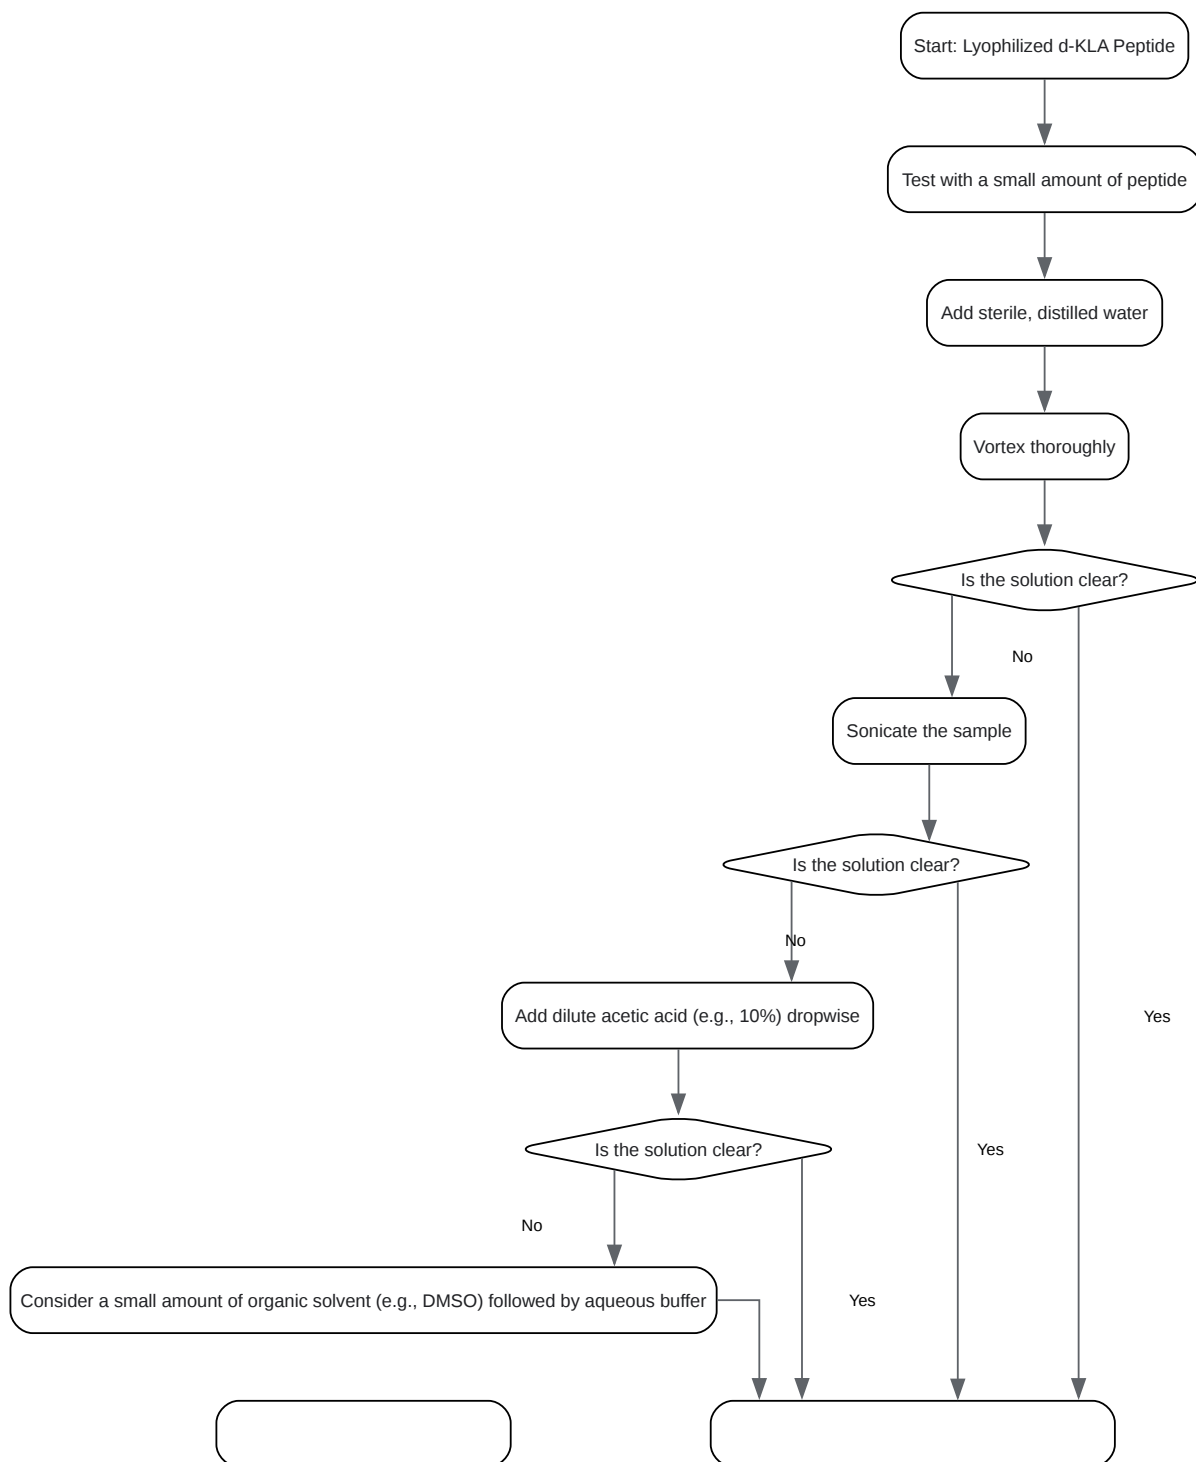 Start: Lyophilized d-KLA Peptide
Test with a small amount of peptide
Add sterile, distilled water
Vortex thoroughly
Is the solution clear?
No
Sonicate the sample
Is the solution clear?
No
Add dilute acetic acid (e.g., 10%) dropwise
Yes
Is the solution clear?
Yes
No
Consider a small amount of organic solvent (e.g., DMSO) followed by aqueous buffer
Yes